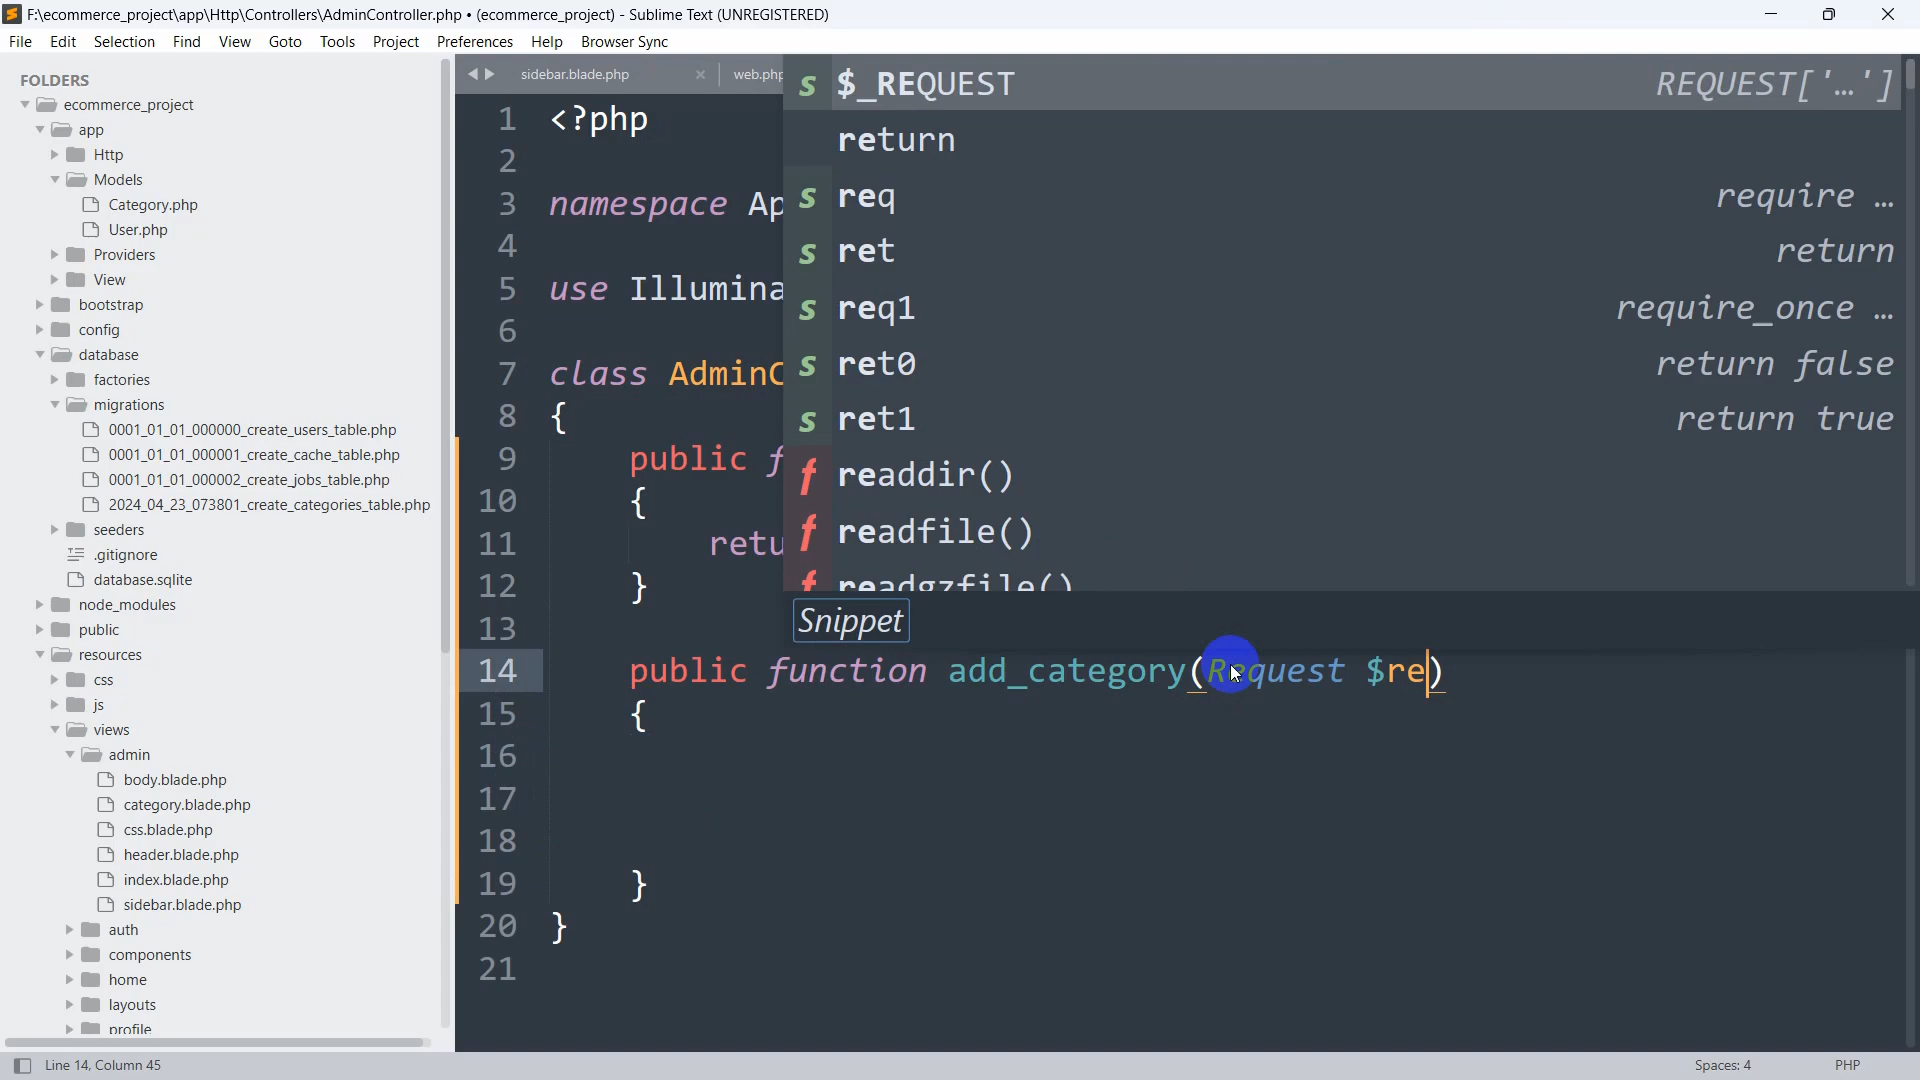 F:\ecommerce_project\app\Http\Controllers\AdminController.php • (ecommerce_project) - Sublime Text (UNREGISTERED)
File Edit Selection Find View Goto Tools Project Preferences Help Browser Sync
FOLDERS
ecommerce_project
app
Http
Models
Category.php
User.php
Providers
View
bootstrap
config
database
factories
migrations
0001_01_01_000000_create_users_table.php
0001_01_01_000001_create_cache_table.php
0001_01_01_000002_create_jobs_table.php
2024_04_23_073801_create_categories_table.php
seeders
.gitignore
database.sqlite
node_modules
public
resources
css
js
views
admin
body.blade.php
category.blade.php
css.blade.php
header.blade.php
index.blade.php
sidebar.blade.php
auth
components
home
layouts
profile
sidebar.blade.php × web.php
1 <?php
2
3 namespace Ap
4
5 use Illumina
6
7 class AdminC
8 {
9 public f
10 {
11 retu
12 }
13
14 public function add_category(Request $re)
15 {
16
17
18
19 }
20 }
21
s $_REQUEST REQUEST['…']
return
s req require …
s ret return
s req1 require_once …
s ret0 return false
s ret1 return true
f readdir()
f readfile()
f readgzfile()
Snippet
Line 14, Column 45 Spaces: 4 PHP